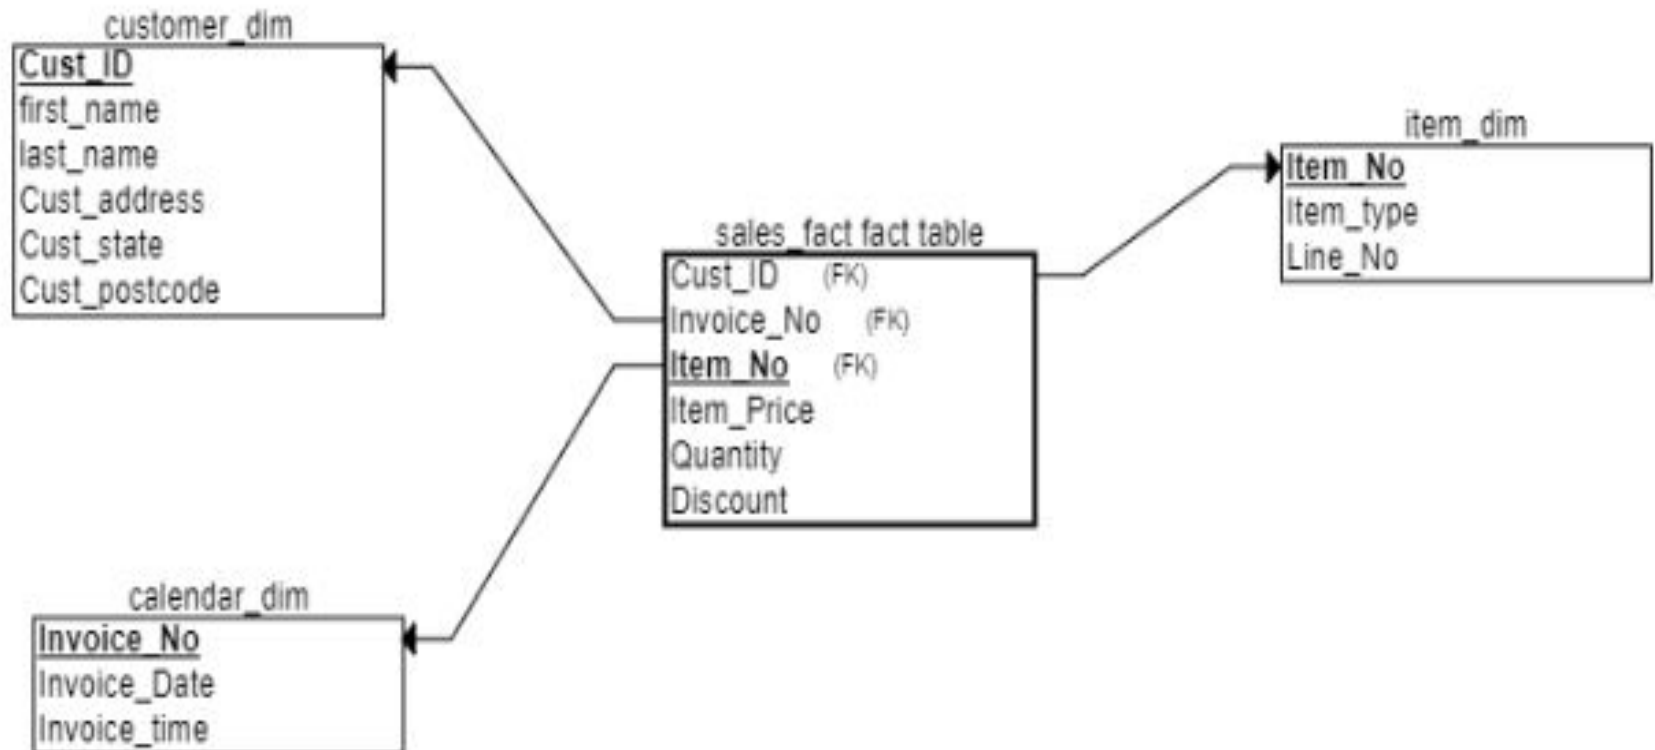 customer_dim
Cust_ID
first_name
last_name
Cust_address
Cust_state
Cust_postcode
item_dim
Item_No
Item_type
Line_No
sales_fact fact table
Cust_ID (FK)
Invoice_No (FK)
Item_No (FK)
Item_Price
Quantity
Discount
calendar_dim
Invoice_No
Invoice_Date
Invoice_time